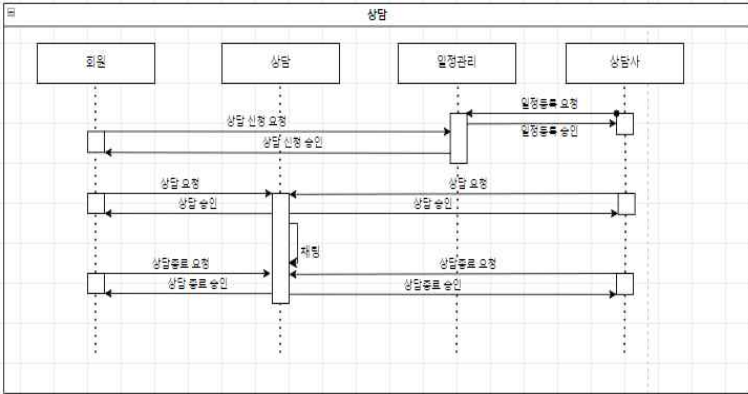 상담
회원
상담
일정관리
상담사
일정등록 요청
상담 신청 요청
일정등록 승인
상담 신청 승인
상담 요청
상담 요청
상담 승인
상담 승인
채팅
상담종료 요청
상담종료 요청
상담 종료 승인
상담종료 승인